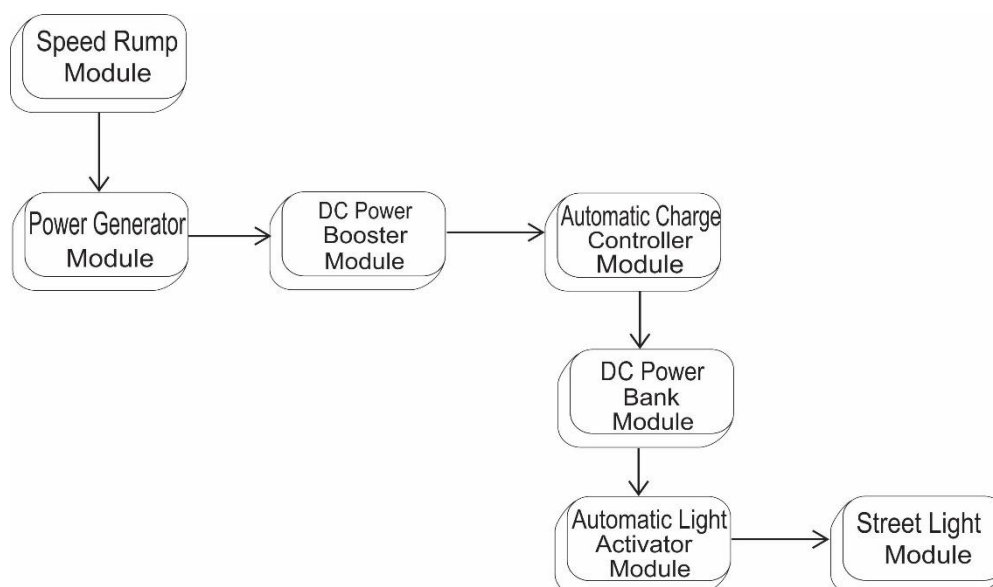 Speed Rump
Module
Power Generator
Module
DC Power
Booster
Module
Automatic Charge
Controller
Module
DC Power
Bank
Module
Automatic Light
Activator
Module
Street Light
Module